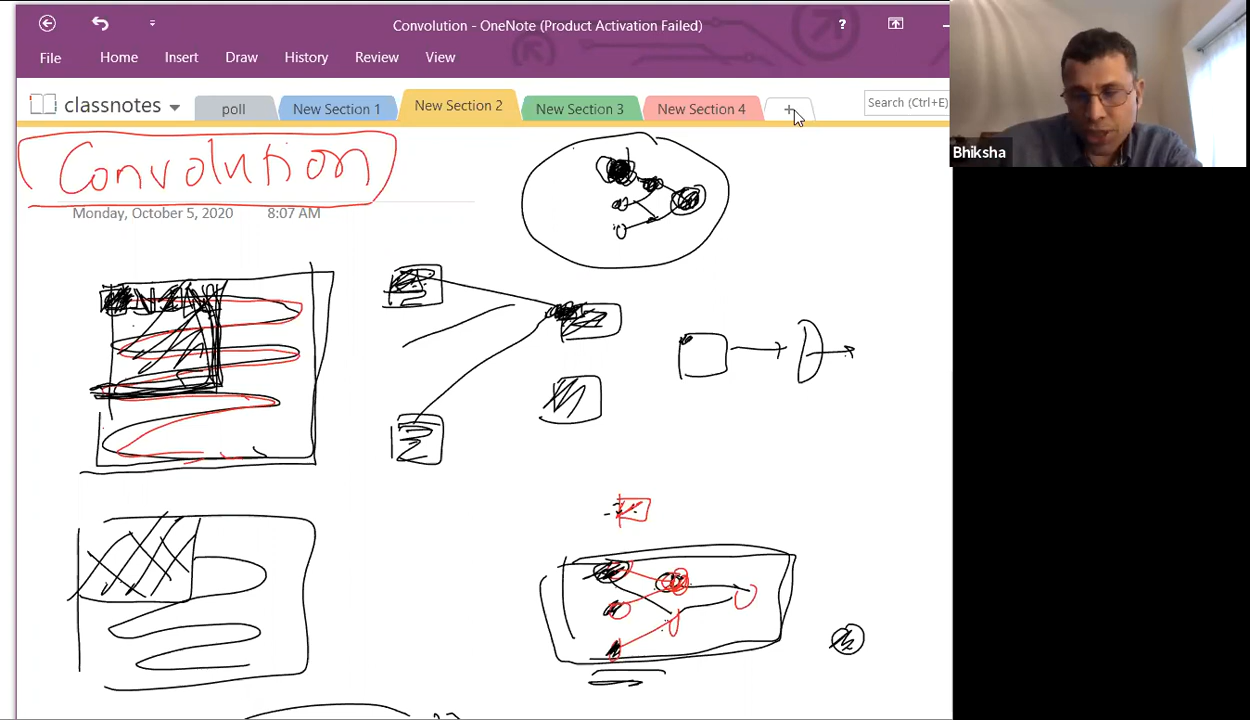 Convolution - OneNote (Product Activation Failed)
?
File Home Insert Draw History Review View
classnotes
poll
New Section 1
New Section 2
New Section 3
New Section 4
+
Search (Ctrl+E)
Bhiksha
Convolution
Monday, October 5, 2020 8:07 AM